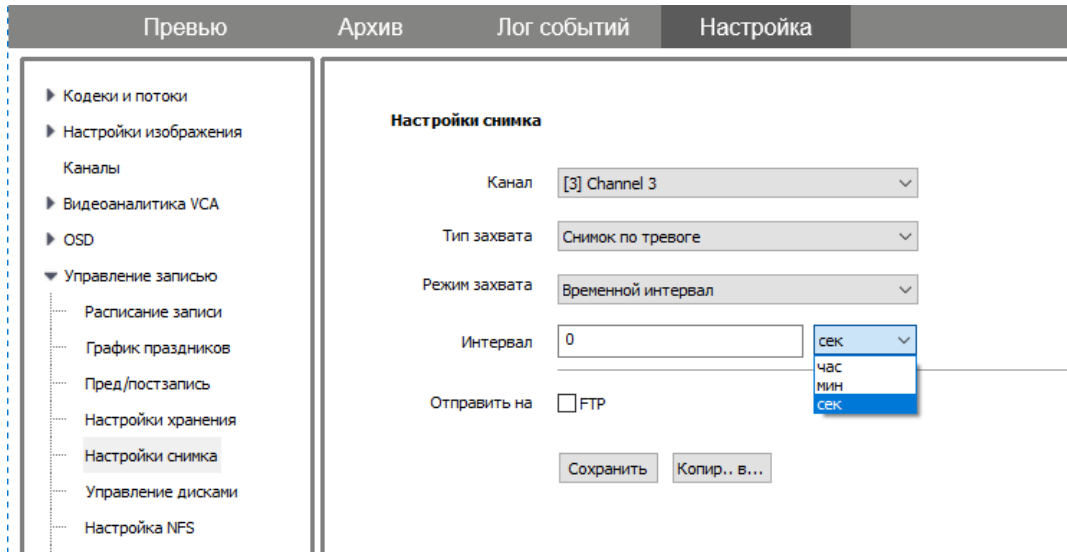 Превью Архив Лог событий Настройка
Кодеки и потоки
Настройки изображения
Каналы
Видеоаналитика VCA
OSD
Управление записью
Расписание записи
График праздников
Пред/постзапись
Настройки хранения
Настройки снимка
Управление дисками
Настройка NFS
Настройки снимка
Канал [3] Channel 3
Тип захвата Снимок по тревоге
Режим захвата Временной интервал
Интервал 0 сек
час
мин
сек
Отправить на FTP
Сохранить Копир.. в...